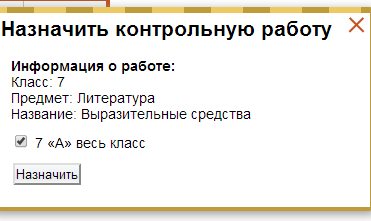 Назначить контрольную работу
Информация о работе:
Класс: 7
Предмет: Литература
Название: Выразительные средства
7 «А» весь класс
Назначить